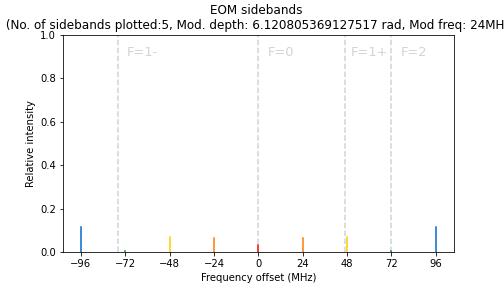 EOM sidebands
(No. of sidebands plotted:5, Mod. depth: 6.120805369127517 rad, Mod freq: 24MH
1.0
F=1-
F=0
F=1+
F=2
0.8
0.6
0.4
0.2
0.0
Relative intensity
−96
−72
−48
−24
0
24
48
72
96
Frequency offset (MHz)